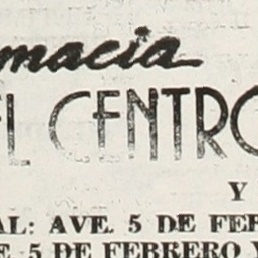 macia
EL CENTRO
Y
AL: AVE. 5 DE FEB
E. 5 DE FEBRERO Y